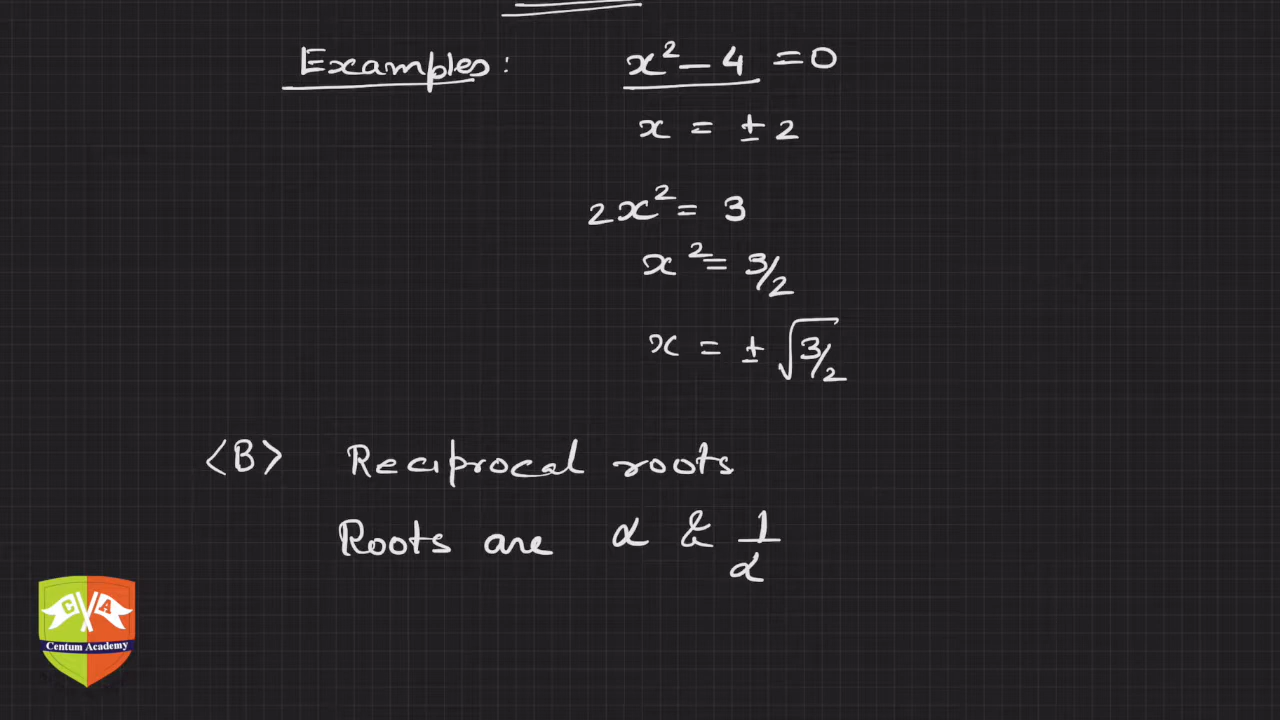 Examples: x² - 4 = 0
x = ± 2
2x² = 3
x² = 3/2
x = ± √3/2
<B> Reciprocal roots
Roots are α & 1/α
C A
Centum Academy